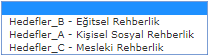 Hedefler_B - Eğitsel Rehberlik
Hedefler_A - Kişisel Sosyal Rehberlik
Hedefler_C - Mesleki Rehberlik